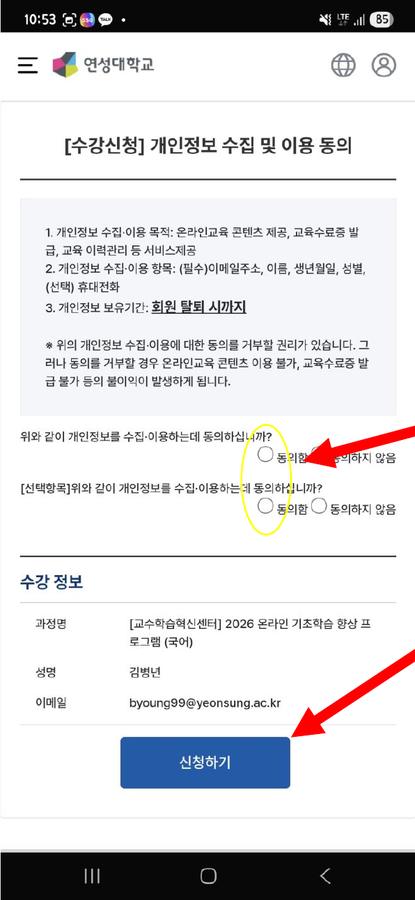 10:53
LTE
85
연성대학교
[수강신청] 개인정보 수집 및 이용 동의
1. 개인정보 수집·이용 목적: 온라인교육 콘텐츠 제공, 교육수료증 발
급, 교육 이력관리 등 서비스제공
2. 개인정보 수집·이용 항목: (필수)이메일주소, 이름, 생년월일, 성별,
(선택) 휴대전화
3. 개인정보 보유기간: 회원 탈퇴 시까지
※ 위의 개인정보 수집·이용에 대한 동의를 거부할 권리가 있습니다. 그
러나 동의를 거부할 경우 온라인교육 콘텐츠 이용 불가, 교육수료증 발
급 불가 등의 불이익이 발생하게 됩니다.
위와 같이 개인정보를 수집·이용하는데 동의하십니까?
동의함 동의하지 않음
[선택항목]위와 같이 개인정보를 수집·이용하는데 동의하십니까?
동의함 동의하지 않음
수강 정보
과정명 [교수학습혁신센터] 2026 온라인 기초학습 향상 프
로그램 (국어)
성명 김병년
이메일 byoung99@yeonsung.ac.kr
신청하기